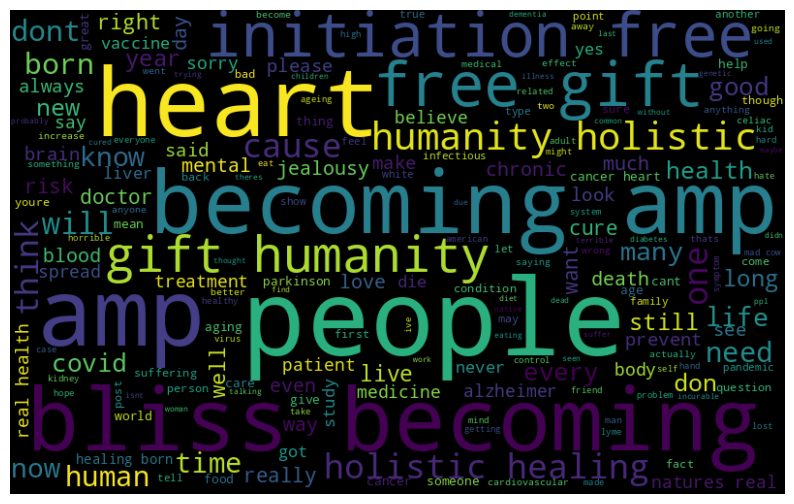 become true dementia point another going
great dont right initiation free
vaccine day high away last used
born year sorry please yes effect medical help
went trying bad children ageing illness genetic
always heart free gift good though
new thing related two without anything
probably cured everyone say cause type sure celiac kid
increase believe humanity holistic
something know said feel common adult hard maybe
brain mental eat infectious might
liver jealousy make chronic much health
youre theres back white cancer heart hate
risk doctor show due look system didn
anyone mean becoming amp cure
horrible will american diabetes thats mad cow
blood gift humanity let terrible wrong come
think thought saying want many one long
spread treatment parkinson love die condition death cant symptom
healthy better find diet dead age family ppl
aging native may suffer life
amp people still see
virus ive prevent
case first eating actually pandemic need
covid suffering patient work control seen body self hand
kidney post person care live never every don question
real health well even medicine alzheimer problem incurable
hope isnt study give friend
world woman talking take way mind man lost
bliss becoming getting lyme
now healing born time got holistic healing fact
human tell food really cancer someone cardiovascular made natures real